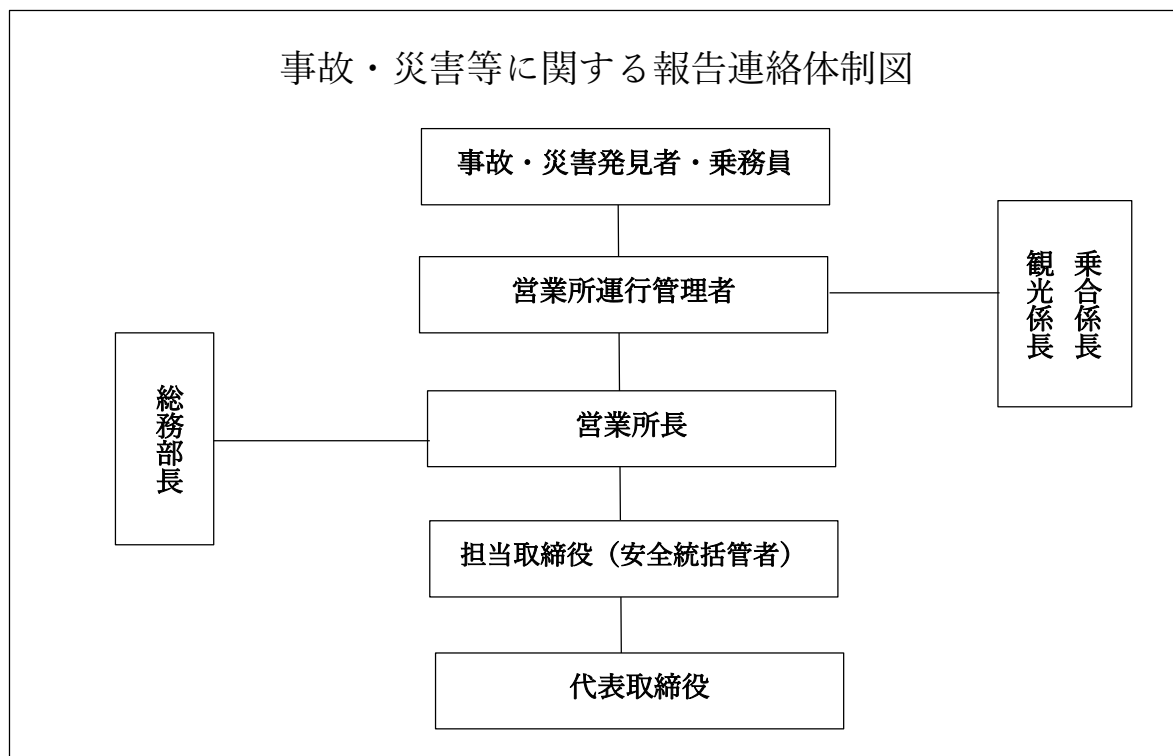 事故・災害等に関する報告連絡体制図
事故・災害発見者・乗務員
営業所運行管理者
乗合係長
観光係長
総務部長
営業所長
担当取締役（安全統括管者）
代表取締役